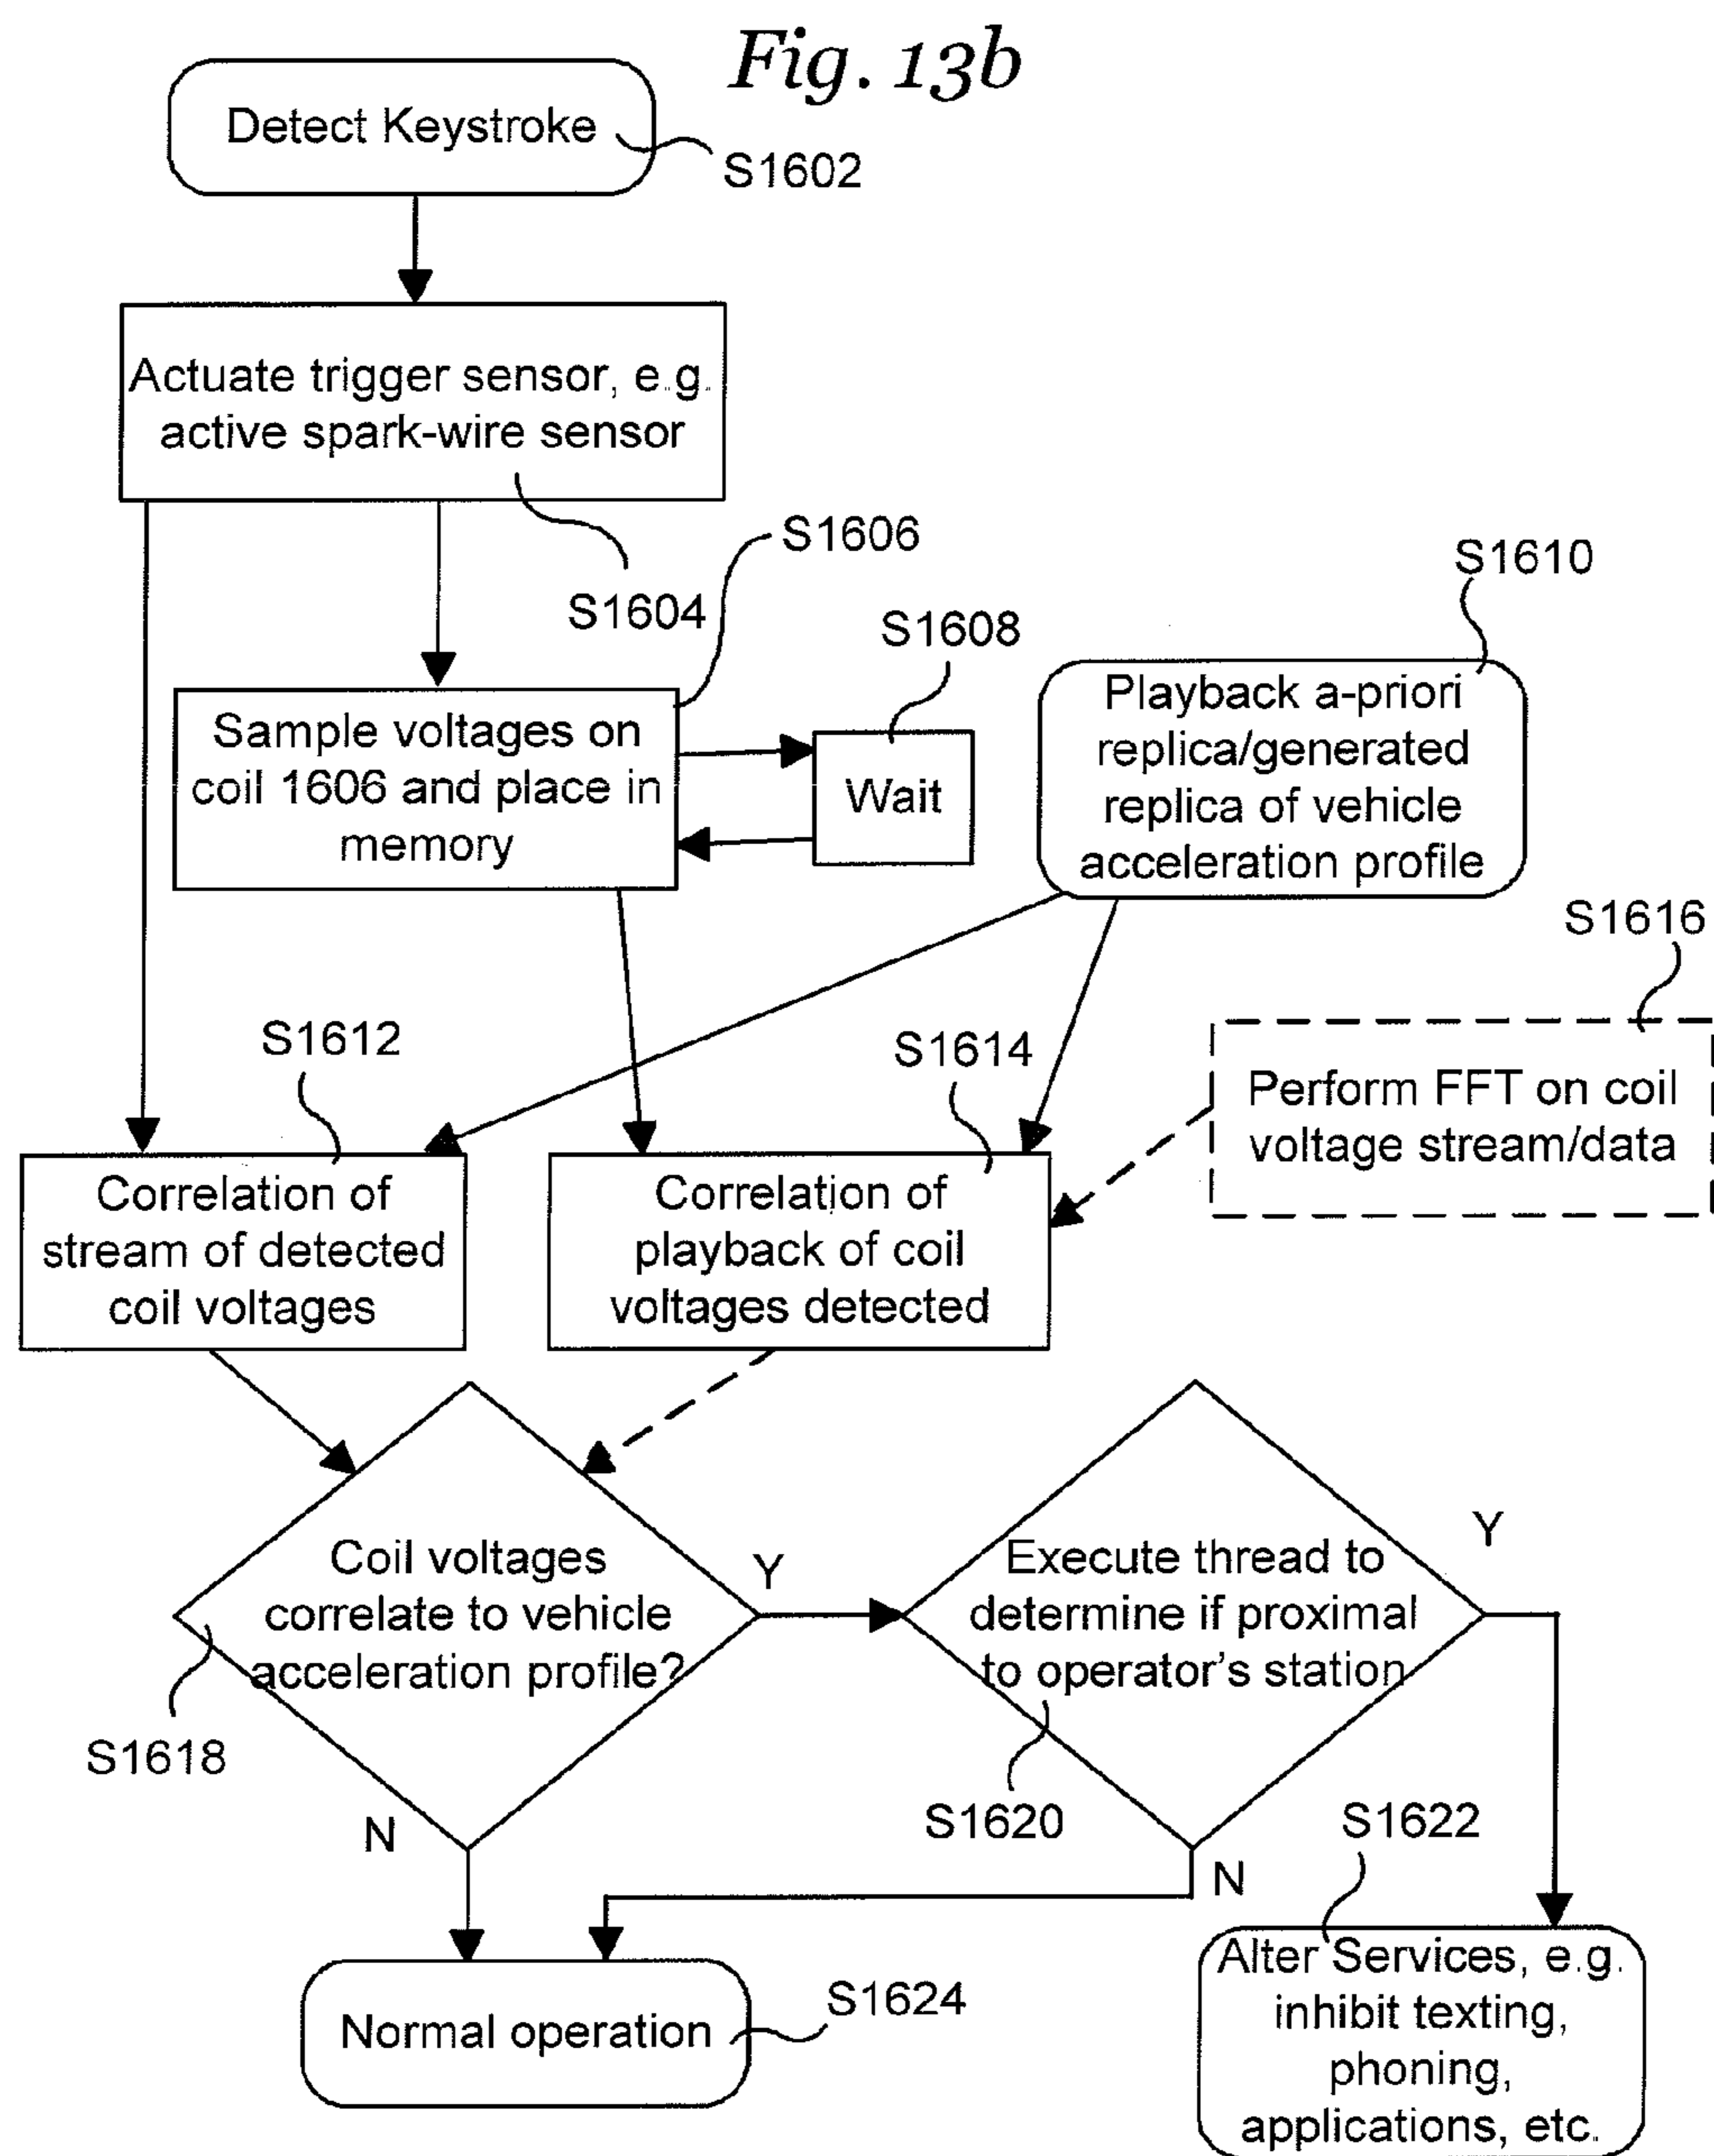 Fig. 13b
Detect Keystroke
S1602
Actuate trigger sensor, e.g.
active spark-wire sensor
S1604
S1606
Sample voltages on
coil 1606 and place in
memory
S1608
Wait
S1610
Playback a-priori
replica/generated
replica of vehicle
acceleration profile
S1616
Perform FFT on coil
voltage stream/data
S1612
Correlation of
stream of detected
coil voltages
S1614
Correlation of
playback of coil
voltages detected
Coil voltages
correlate to vehicle
acceleration profile?
S1618
Y
N
Execute thread to
determine if proximal
to operator's station
S1620
Y
N
S1622
Alter Services, e.g.
inhibit texting,
phoning,
applications, etc.
Normal operation
S1624